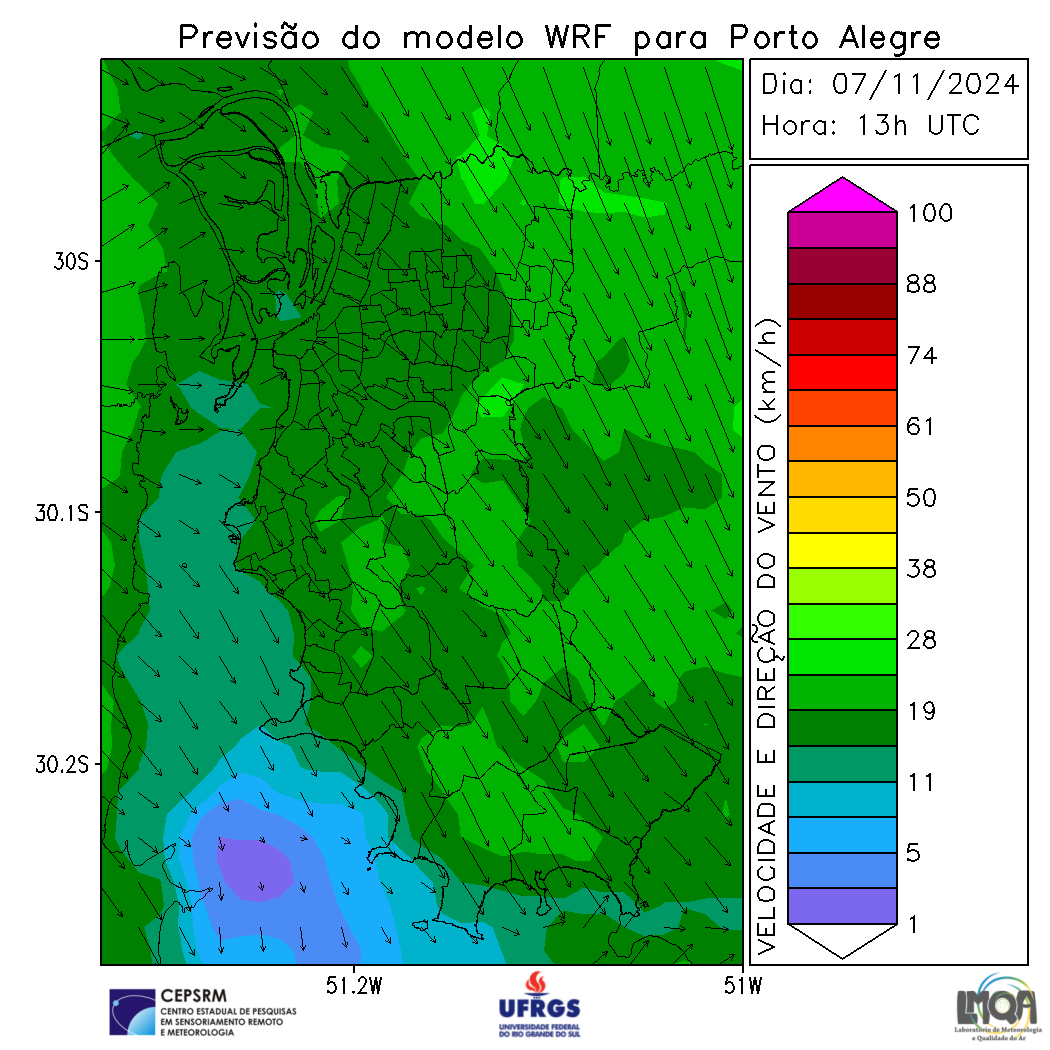 Previsão do modelo WRF para Porto Alegre
Dia: 07/11/2024
Hora: 13h UTC
30S
30.1S
30.2S
51.2W
51W
VELOCIDADE E DIREÇÃO DO VENTO (km/h)
100
88
74
61
50
38
28
19
11
5
1
CEPSRM
CENTRO ESTADUAL DE PESQUISAS
EM SENSORIAMENTO REMOTO
E METEOROLOGIA
UFRGS
UNIVERSIDADE FEDERAL
DO RIO GRANDE DO SUL
LMQA
Laboratório de Meteorologia
e Qualidade do Ar